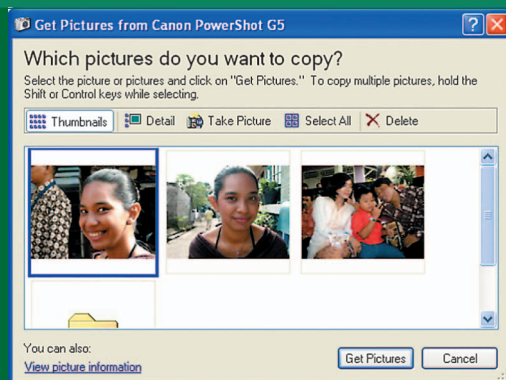 Get Pictures from Canon PowerShot G5
Which pictures do you want to copy?
Select the picture or pictures and click on "Get Pictures." To copy multiple pictures, hold the
Shift or Control keys while selecting.
Thumbnails Detail Take Picture Select All Delete
You can also:
View picture information
Get Pictures Cancel